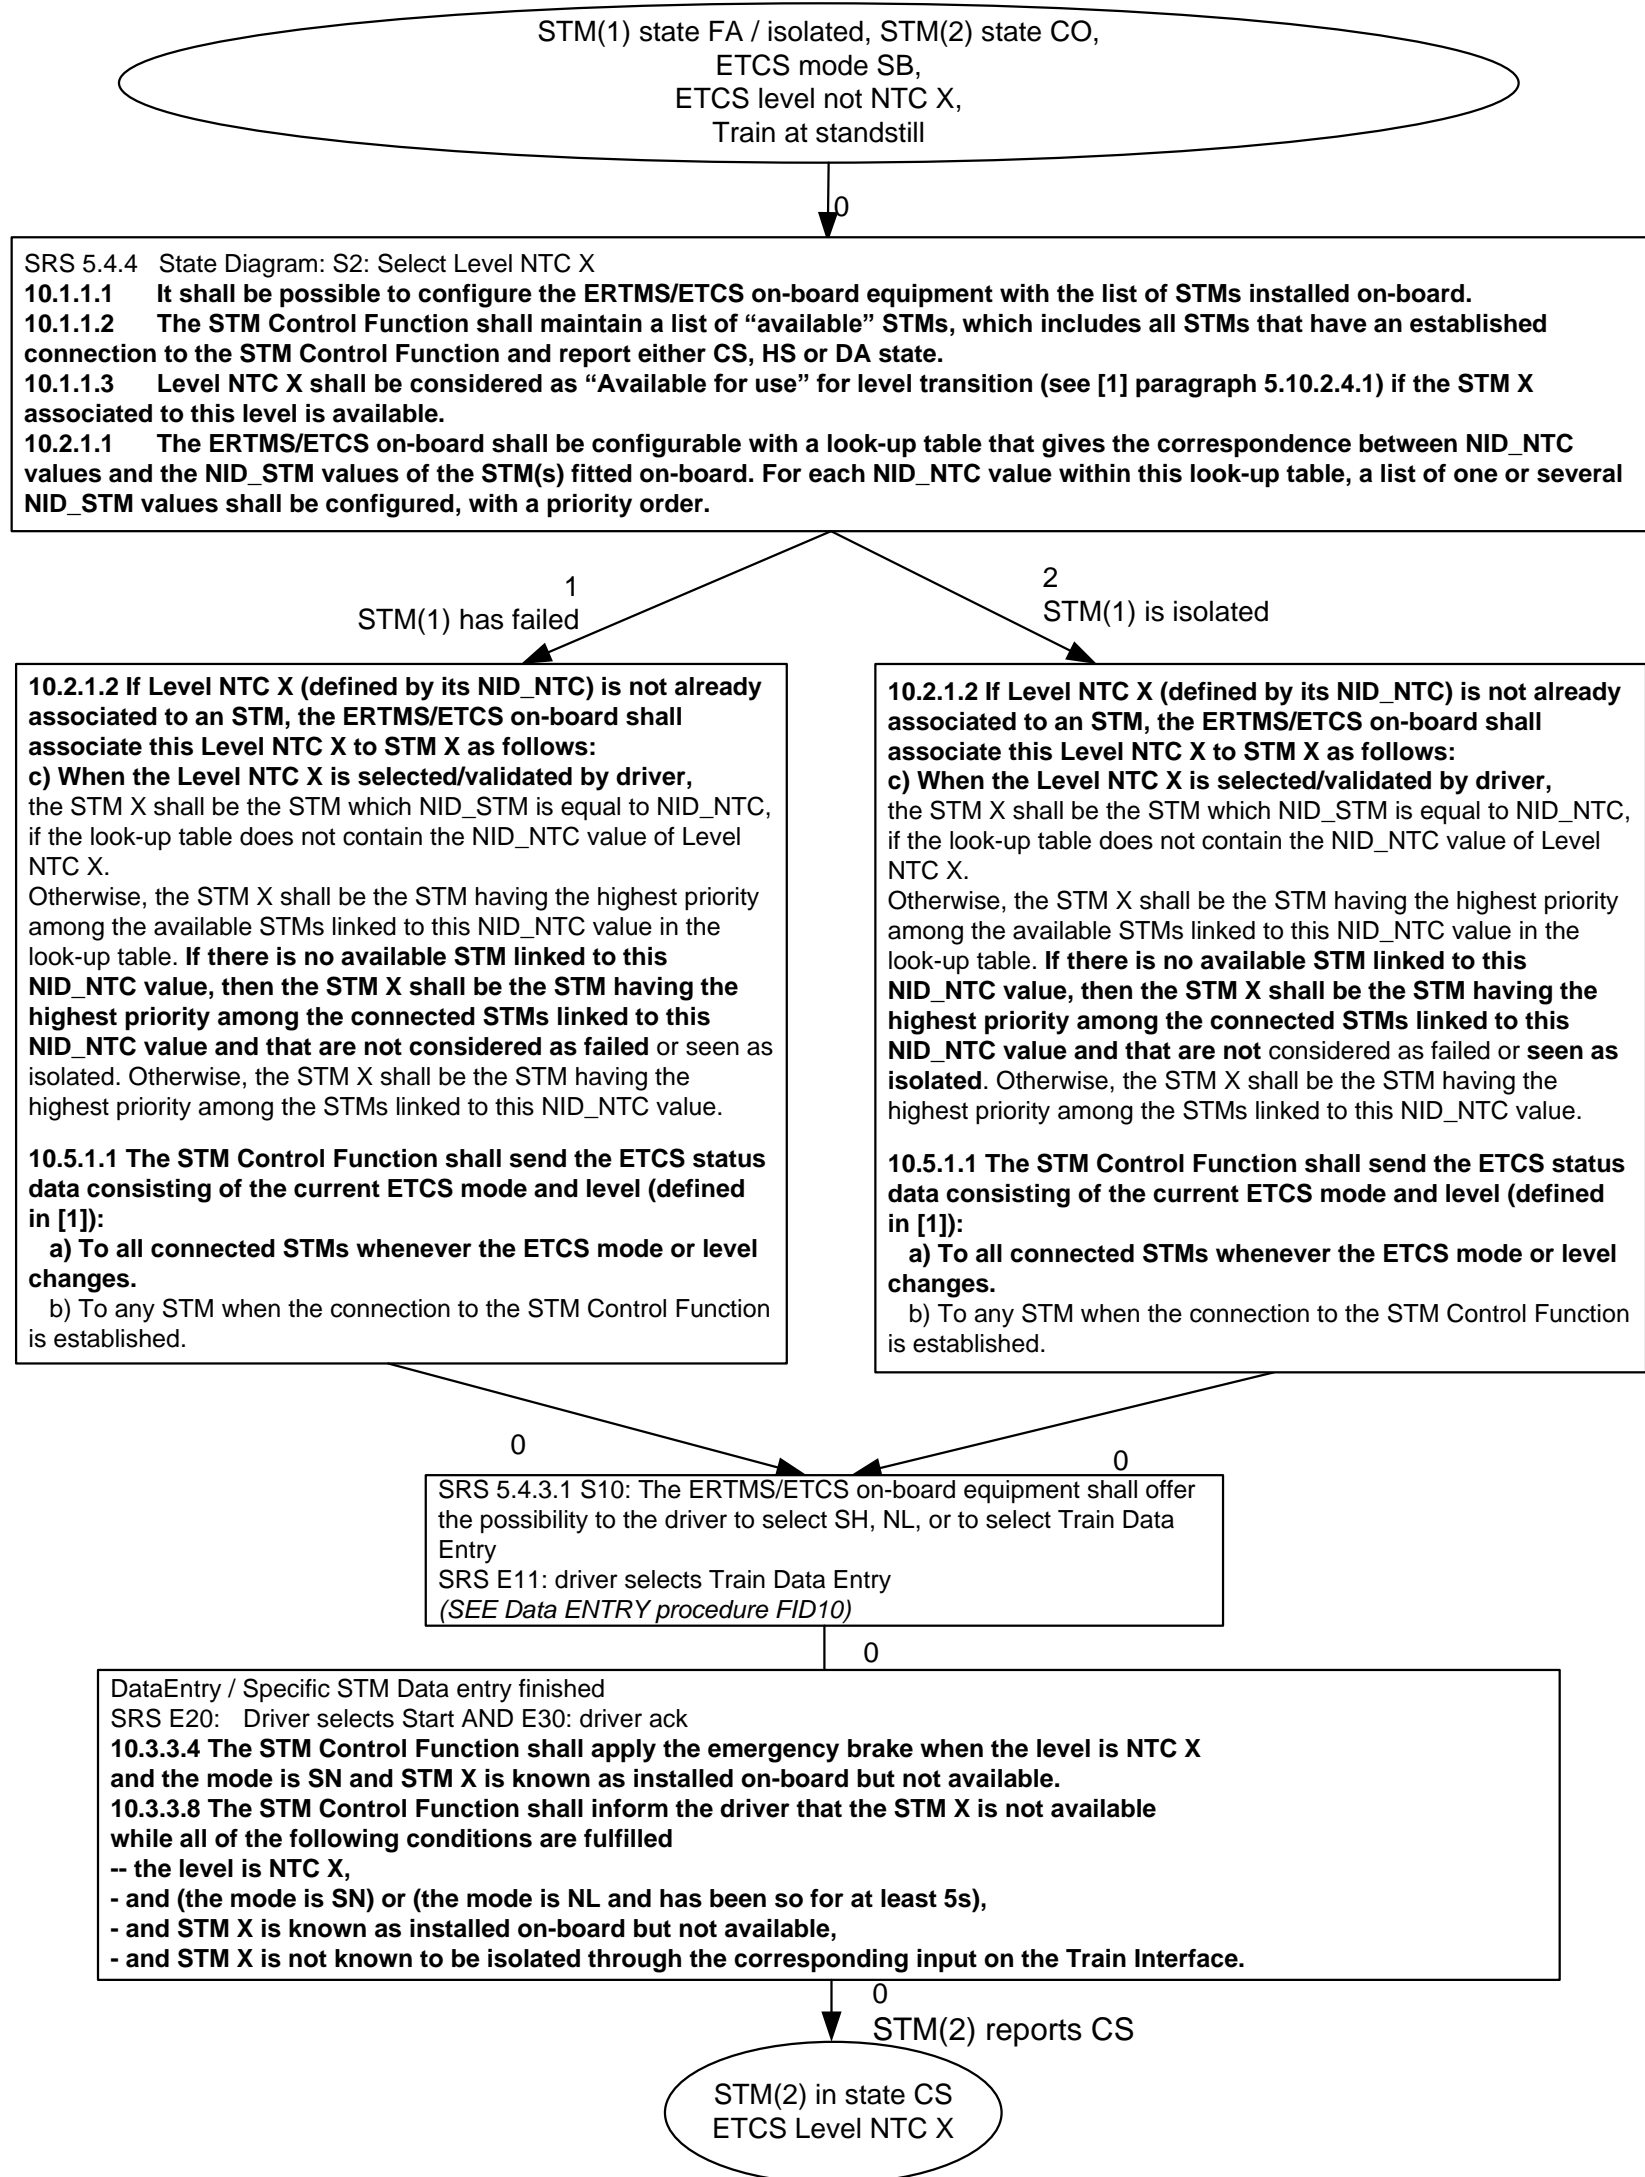 STM(1) state FA / isolated, STM(2) state CO,
ETCS mode SB,
ETCS level not NTC X,
Train at standstill
0
SRS 5.4.4   State Diagram: S2: Select Level NTC X
10.1.1.1      It shall be possible to configure the ERTMS/ETCS on-board equipment with the list of STMs installed on-board.
10.1.1.2      The STM Control Function shall maintain a list of “available” STMs, which includes all STMs that have an established
connection to the STM Control Function and report either CS, HS or DA state.
10.1.1.3      Level NTC X shall be considered as “Available for use” for level transition (see [1] paragraph 5.10.2.4.1) if the STM X
associated to this level is available.
10.2.1.1      The ERTMS/ETCS on-board shall be configurable with a look-up table that gives the correspondence between NID_NTC
values and the NID_STM values of the STM(s) fitted on-board. For each NID_NTC value within this look-up table, a list of one or several
NID_STM values shall be configured, with a priority order.
1
STM(1) has failed
2
STM(1) is isolated
10.2.1.2 If Level NTC X (defined by its NID_NTC) is not already
associated to an STM, the ERTMS/ETCS on-board shall
associate this Level NTC X to STM X as follows:
c) When the Level NTC X is selected/validated by driver,
the STM X shall be the STM which NID_STM is equal to NID_NTC,
if the look-up table does not contain the NID_NTC value of Level
NTC X.
Otherwise, the STM X shall be the STM having the highest priority
among the available STMs linked to this NID_NTC value in the
look-up table. If there is no available STM linked to this
NID_NTC value, then the STM X shall be the STM having the
highest priority among the connected STMs linked to this
NID_NTC value and that are not considered as failed or seen as
isolated. Otherwise, the STM X shall be the STM having the
highest priority among the STMs linked to this NID_NTC value.
10.5.1.1 The STM Control Function shall send the ETCS status
data consisting of the current ETCS mode and level (defined
in [1]):
a) To all connected STMs whenever the ETCS mode or level
changes.
b) To any STM when the connection to the STM Control Function
is established.
10.2.1.2 If Level NTC X (defined by its NID_NTC) is not already
associated to an STM, the ERTMS/ETCS on-board shall
associate this Level NTC X to STM X as follows:
c) When the Level NTC X is selected/validated by driver,
the STM X shall be the STM which NID_STM is equal to NID_NTC,
if the look-up table does not contain the NID_NTC value of Level
NTC X.
Otherwise, the STM X shall be the STM having the highest priority
among the available STMs linked to this NID_NTC value in the
look-up table. If there is no available STM linked to this
NID_NTC value, then the STM X shall be the STM having the
highest priority among the connected STMs linked to this
NID_NTC value and that are not considered as failed or seen as
isolated. Otherwise, the STM X shall be the STM having the
highest priority among the STMs linked to this NID_NTC value.
10.5.1.1 The STM Control Function shall send the ETCS status
data consisting of the current ETCS mode and level (defined
in [1]):
a) To all connected STMs whenever the ETCS mode or level
changes.
b) To any STM when the connection to the STM Control Function
is established.
0
0
SRS 5.4.3.1 S10: The ERTMS/ETCS on-board equipment shall offer
the possibility to the driver to select SH, NL, or to select Train Data
Entry
SRS E11: driver selects Train Data Entry
(SEE Data ENTRY procedure FID10)
0
DataEntry / Specific STM Data entry finished
SRS E20:   Driver selects Start AND E30: driver ack
10.3.3.4 The STM Control Function shall apply the emergency brake when the level is NTC X
and the mode is SN and STM X is known as installed on-board but not available.
10.3.3.8 The STM Control Function shall inform the driver that the STM X is not available
while all of the following conditions are fulfilled
-- the level is NTC X,
- and (the mode is SN) or (the mode is NL and has been so for at least 5s),
- and STM X is known as installed on-board but not available,
- and STM X is not known to be isolated through the corresponding input on the Train Interface.
0
STM(2) reports CS
STM(2) in state CS
ETCS Level NTC X